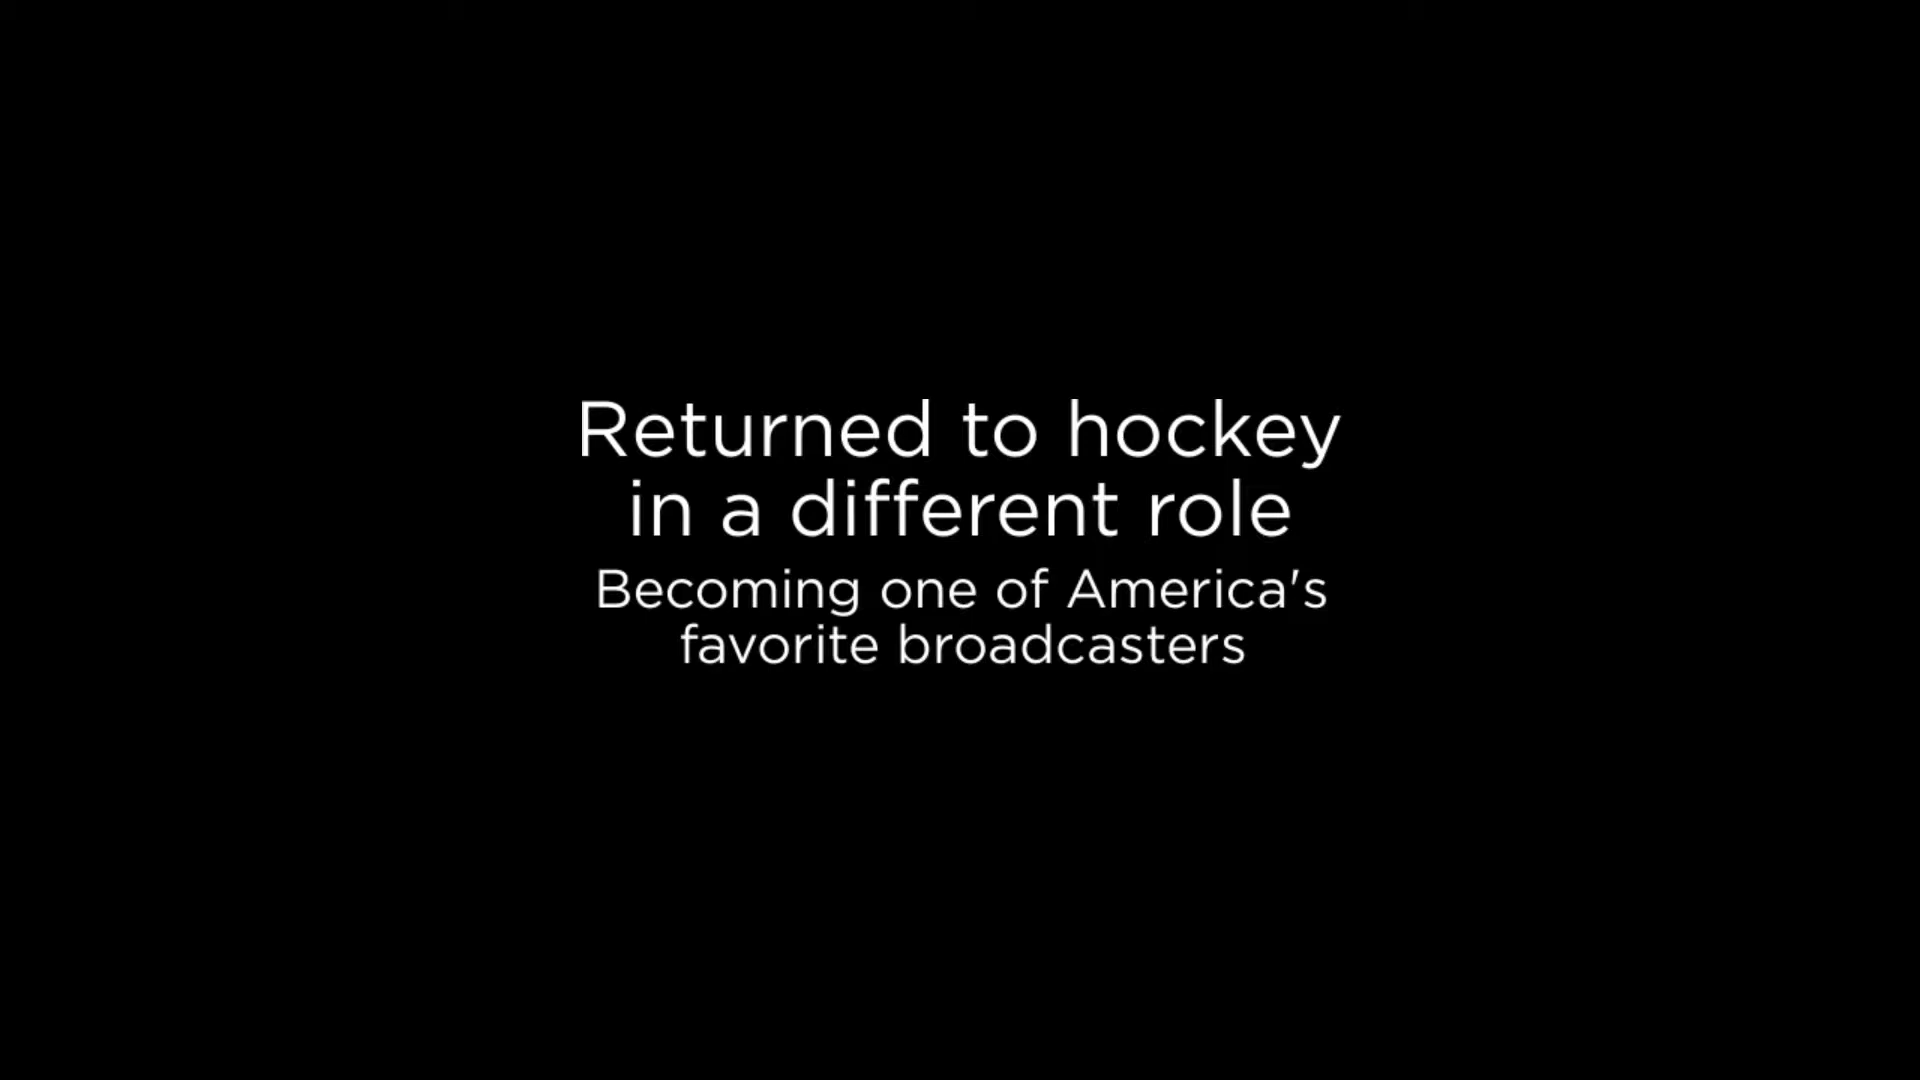 Returned to hockey
in a different role
Becoming one of America's
favorite broadcasters